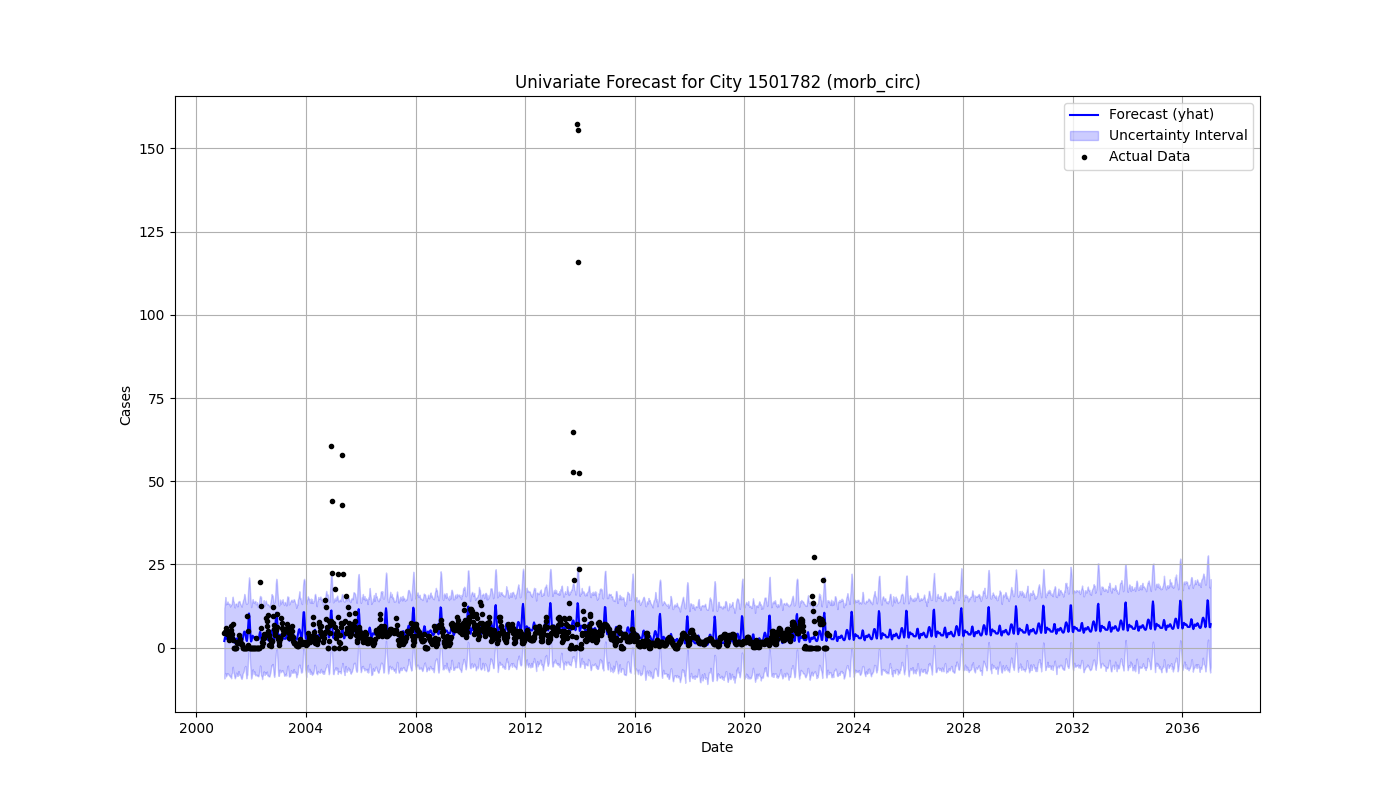 Univariate Forecast for City 1501782 (morb_circ)
Forecast (yhat)
Uncertainty Interval
Actual Data
150
125
100
75
50
25
0
Cases
2000 2004 2008 2012 2016 2020 2024 2028 2032 2036
Date